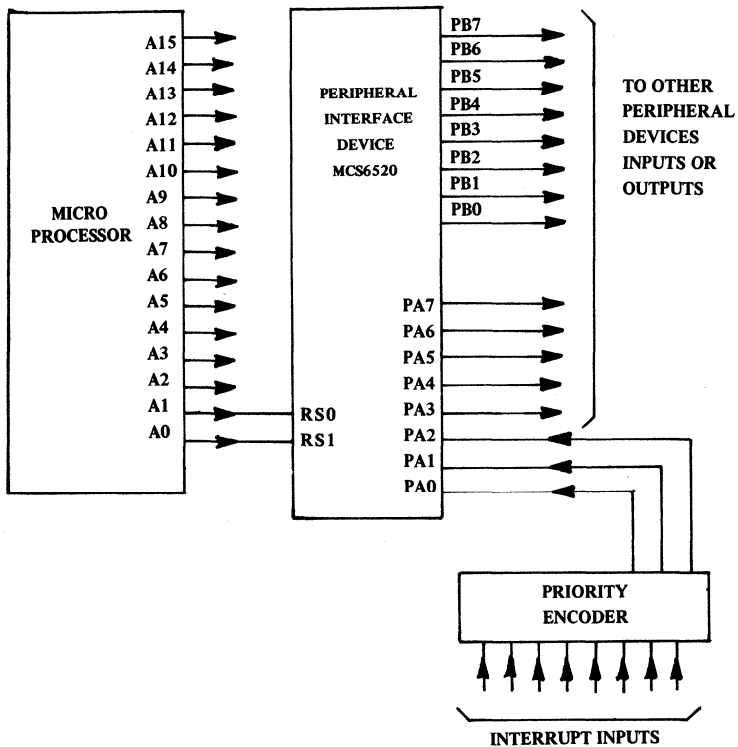 A15
A14
A13
A12
A11
A10
A9
A8
A7
A6
A5
A4
A3
A2
A1
A0
MICRO
PROCESSOR
PERIPHERAL
INTERFACE
DEVICE
MCS6520
RS0
RS1
PB7
PB6
PB5
PB4
PB3
PB2
PB1
PB0
PA7
PA6
PA5
PA4
PA3
PA2
PA1
PA0
TO OTHER
PERIPHERAL
DEVICES
INPUTS OR
OUTPUTS
PRIORITY
ENCODER
INTERRUPT INPUTS